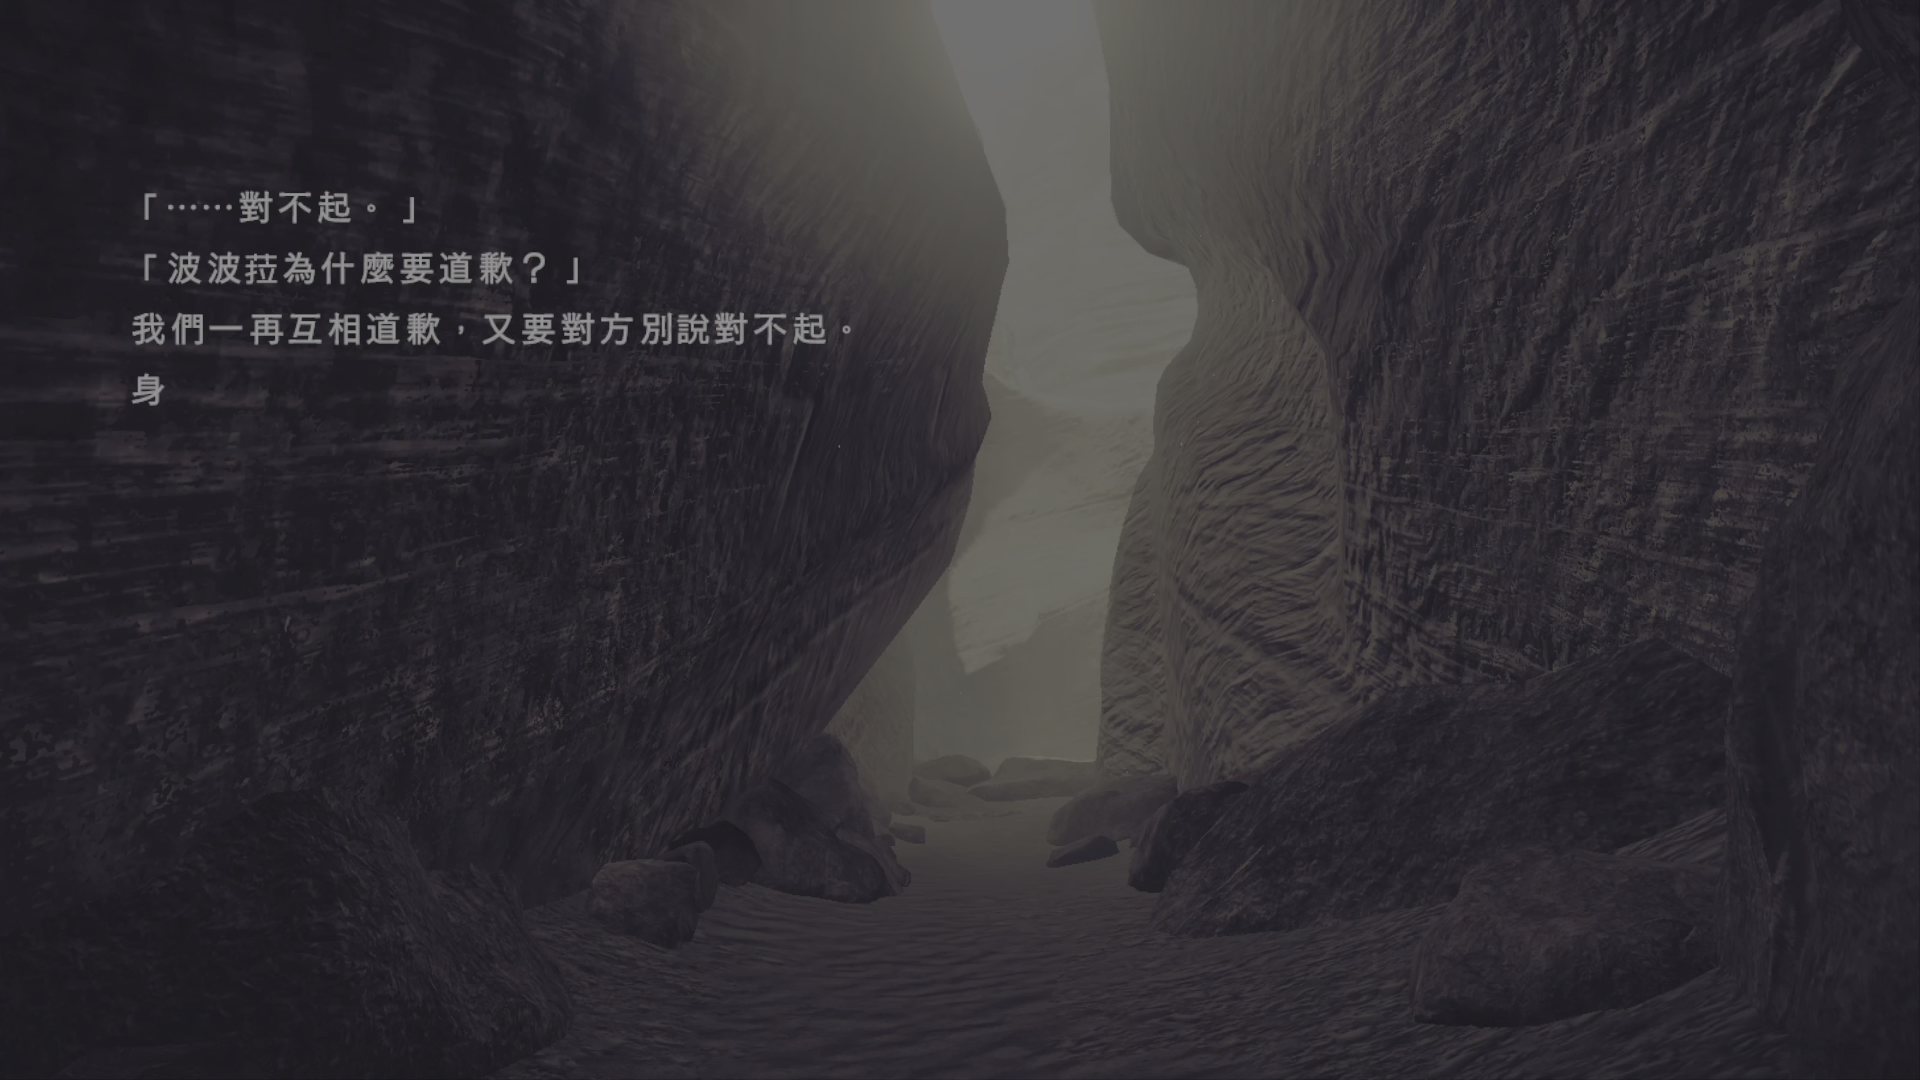 「……對不起。」
「波波菈為什麼要道歉？」
我們一再互相道歉，又要對方別說對不起。
身